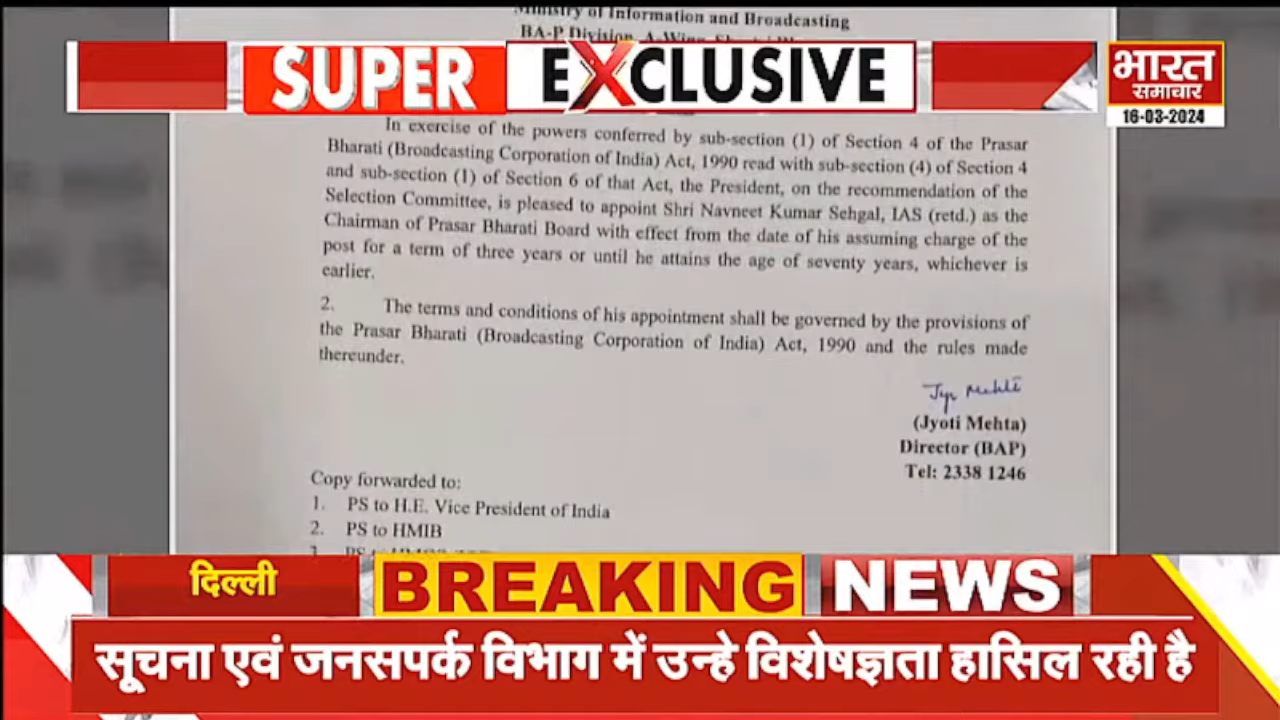 Ministry of Information and Broadcasting
BA-P Division, A-Wing,
SUPER EXCLUSIVE
भारत
समाचार
16-03-2024
In exercise of the powers conferred by sub-section (1) of Section 4 of the Prasar
Bharati (Broadcasting Corporation of India) Act, 1990 read with sub-section (4) of Section 4
and sub-section (1) of Section 6 of that Act, the President, on the recommendation of the
Selection Committee, is pleased to appoint Shri Navneet Kumar Sehgal, IAS (retd.) as the
Chairman of Prasar Bharati Board with effect from the date of his assuming charge of the
post for a term of three years or until he attains the age of seventy years, whichever is
earlier.
2. The terms and conditions of his appointment shall be governed by the provisions of
the Prasar Bharati (Broadcasting Corporation of India) Act, 1990 and the rules made
thereunder.
(Jyoti Mehta)
Director (BAP)
Tel: 2338 1246
Copy forwarded to:
1. PS to H.E. Vice President of India
2. PS to HMIB
दिल्ली
BREAKING NEWS
सूचना एवं जनसपर्क विभाग में उन्हे विशेषज्ञता हासिल रही है